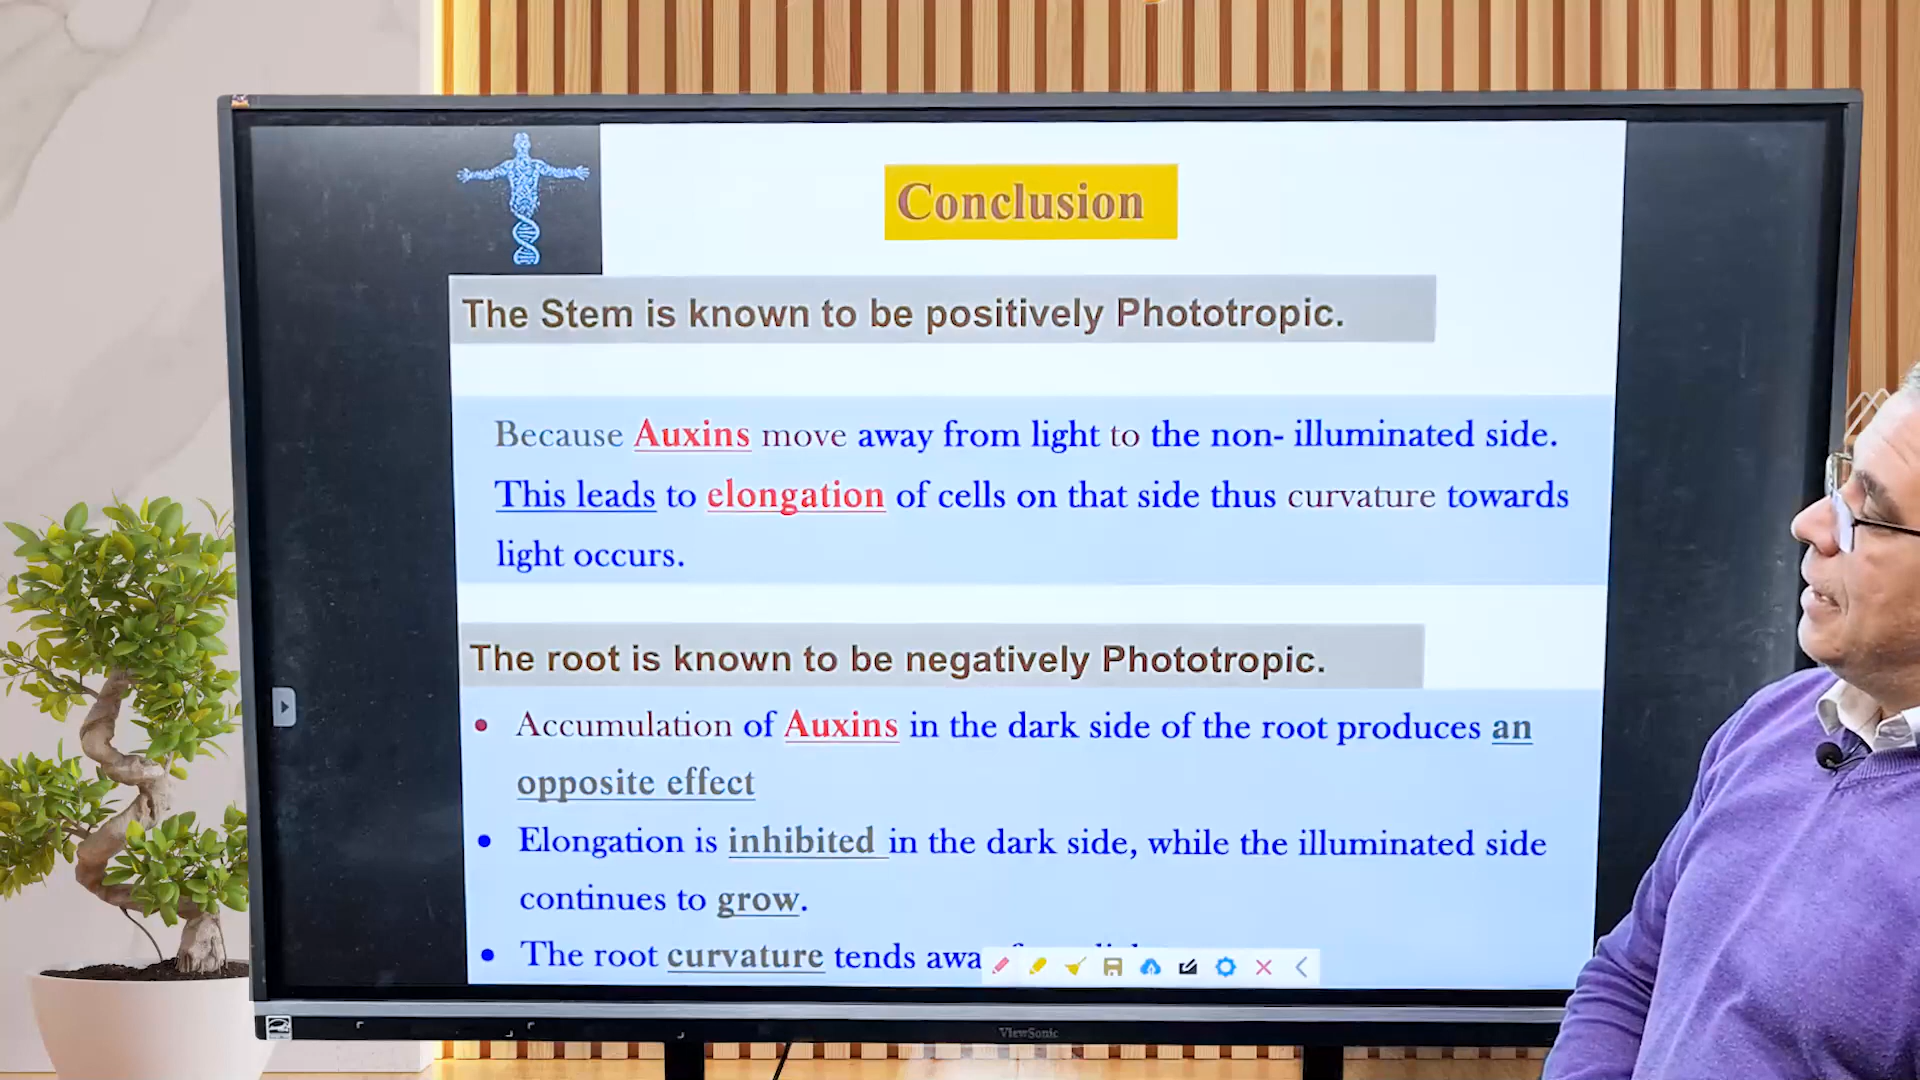 Conclusion
The Stem is known to be positively Phototropic.
Because Auxins move away from light to the non- illuminated side.
This leads to elongation of cells on that side thus curvature towards
light occurs.
The root is known to be negatively Phototropic.
• Accumulation of Auxins in the dark side of the root produces an
opposite effect
• Elongation is inhibited in the dark side, while the illuminated side
continues to grow.
• The root curvature tends awa
ViewSonic